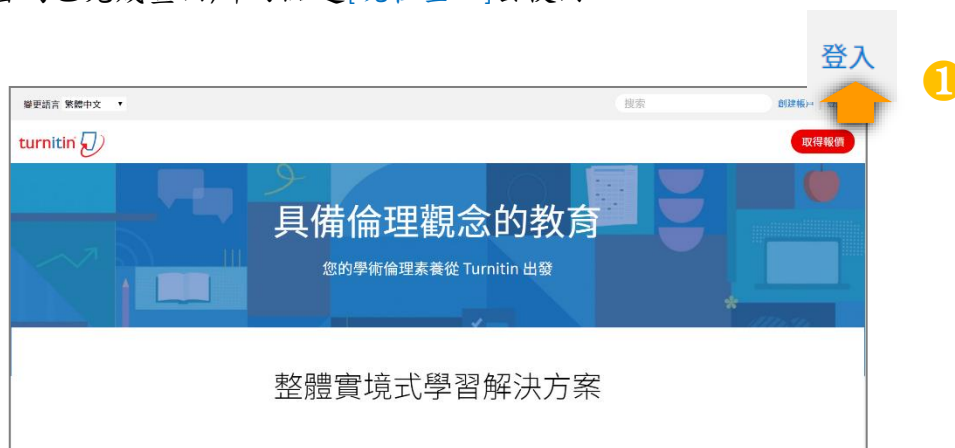 登入
1
變更語言 繁體中文
搜索
創建帳戶
turnitin
取得報價
具備倫理觀念的教育
您的學術倫理素養從 Turnitin 出發
整體實境式學習解決方案